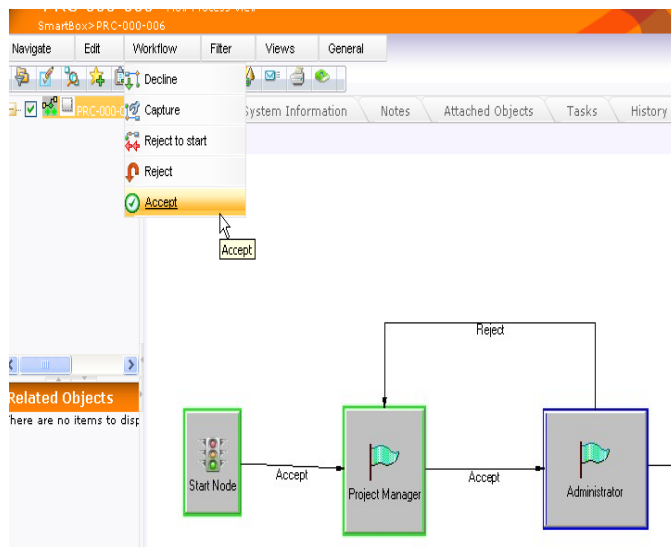 SmartBox>PRC-000-006
Navigate Edit Workflow Filter Views General
Decline
System Information Notes Attached Objects Tasks History
Capture
Reject to start
Reject
Accept
Accept
Related Objects
There are no items to disp
Reject
Start Node
Accept
Project Manager
Accept
Administrator